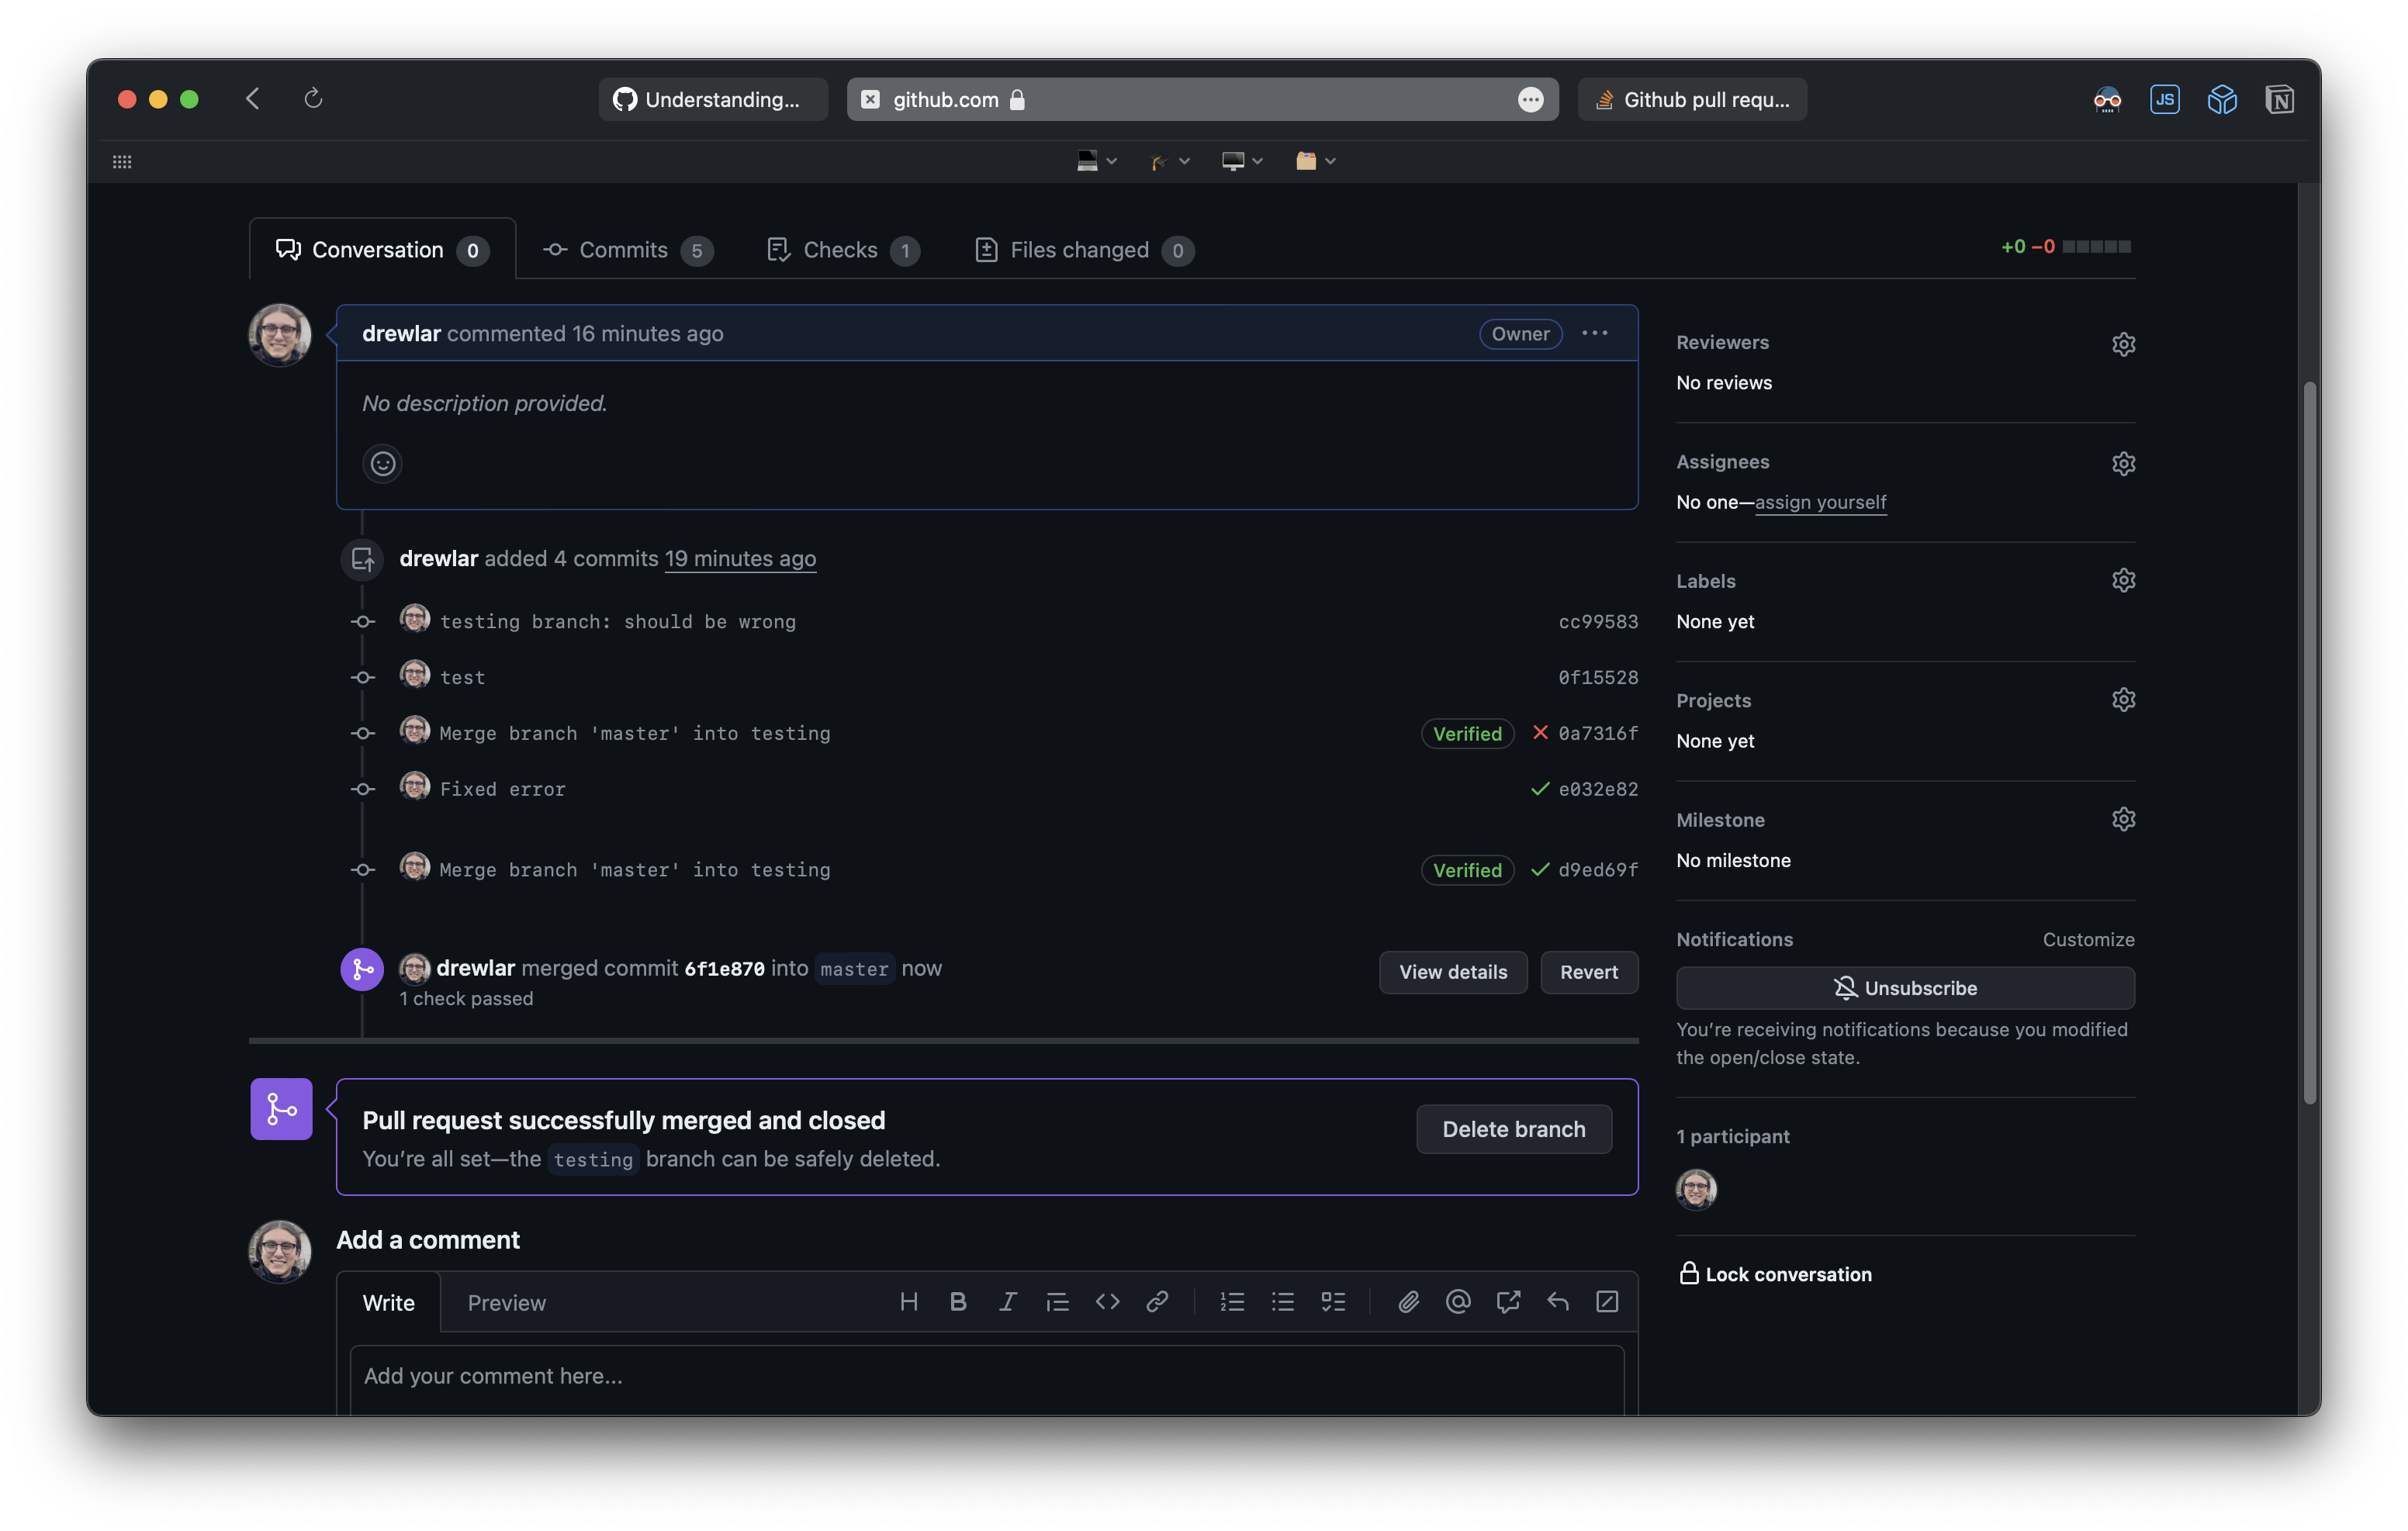 Understanding...
github.com
Github pull requ...
JS
N
Conversation 0
Commits 5
Checks 1
Files changed 0
+0 −0
drewlar commented 16 minutes ago
Owner
No description provided.
drewlar added 4 commits 19 minutes ago
testing branch: should be wrong
cc99583
test
0f15528
Merge branch 'master' into testing
Verified
0a7316f
Fixed error
e032e82
Merge branch 'master' into testing
Verified
d9ed69f
drewlar merged commit 6f1e870 into master now
1 check passed
View details
Revert
Pull request successfully merged and closed
You’re all set—the testing branch can be safely deleted.
Delete branch
Add a comment
Write
Preview
Add your comment here...
Reviewers
No reviews
Assignees
No one—assign yourself
Labels
None yet
Projects
None yet
Milestone
No milestone
Notifications
Customize
Unsubscribe
You’re receiving notifications because you modified
the open/close state.
1 participant
Lock conversation